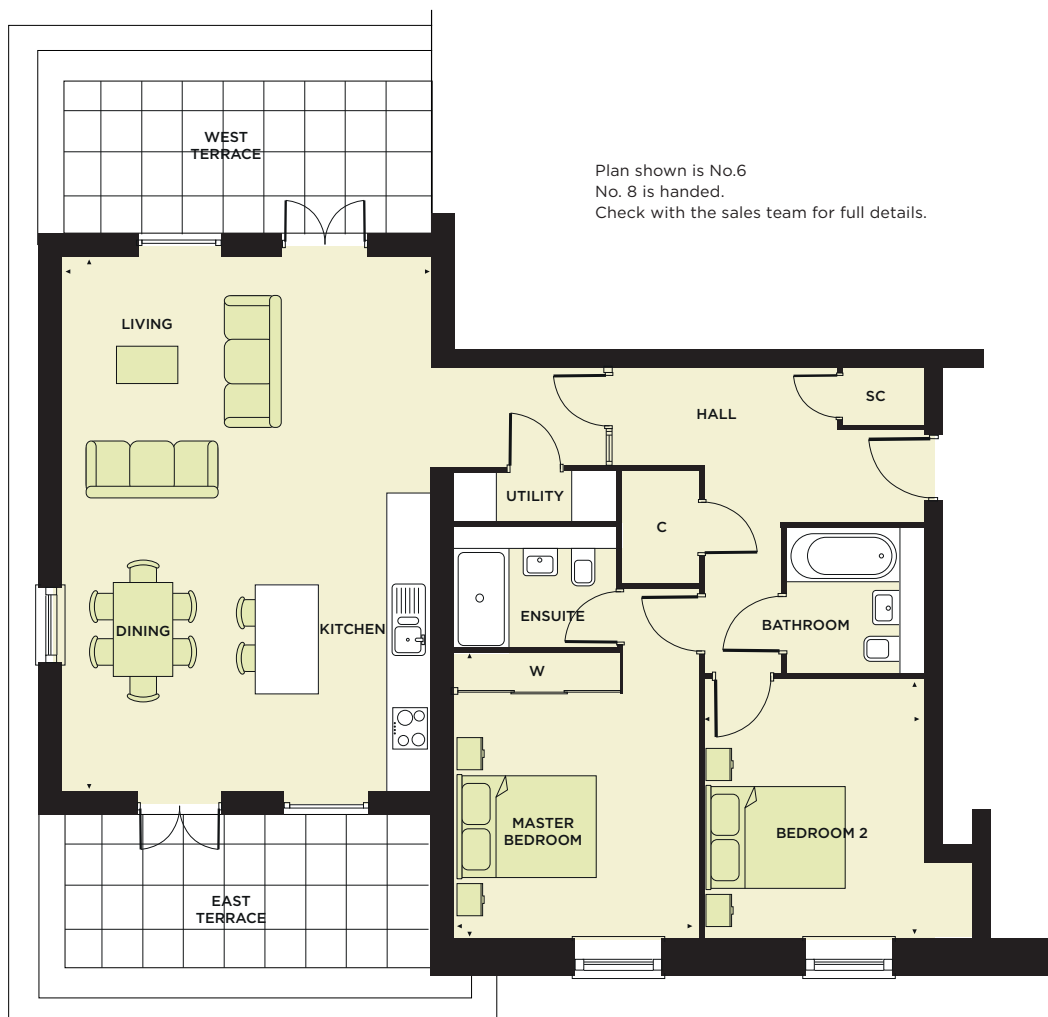 WEST
TERRACE
Plan shown is No.6
No. 8 is handed.
Check with the sales team for full details.
LIVING
SC
HALL
UTILITY
C
ENSUITE
BATHROOM
DINING
KITCHEN
W
MASTER
BEDROOM
BEDROOM 2
EAST
TERRACE